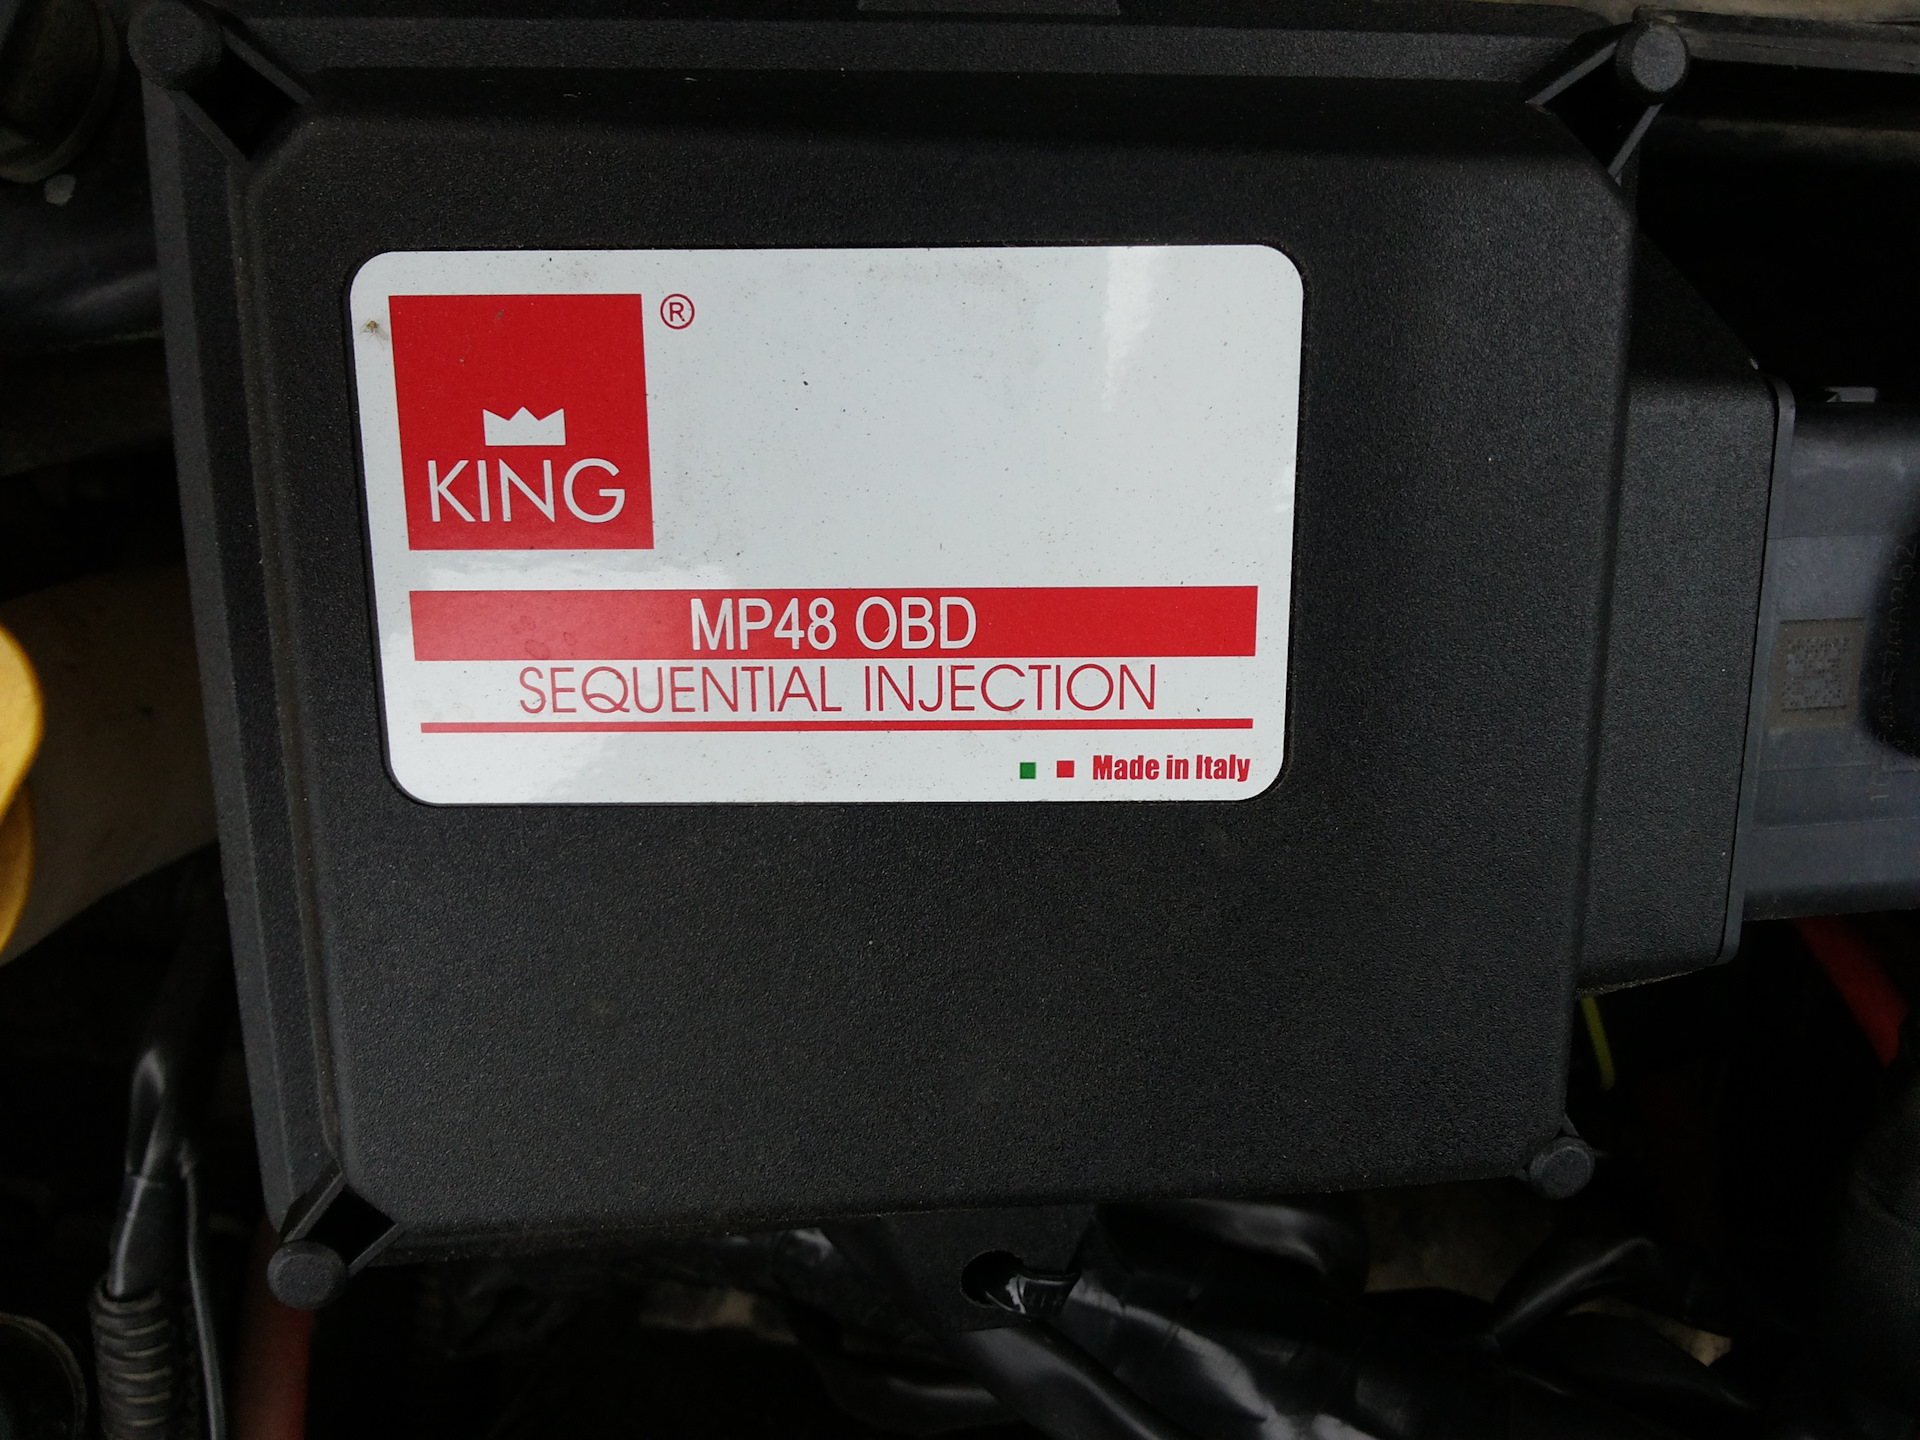 ®
KING
MP48 OBD
SEQUENTIAL INJECTION
Made in Italy